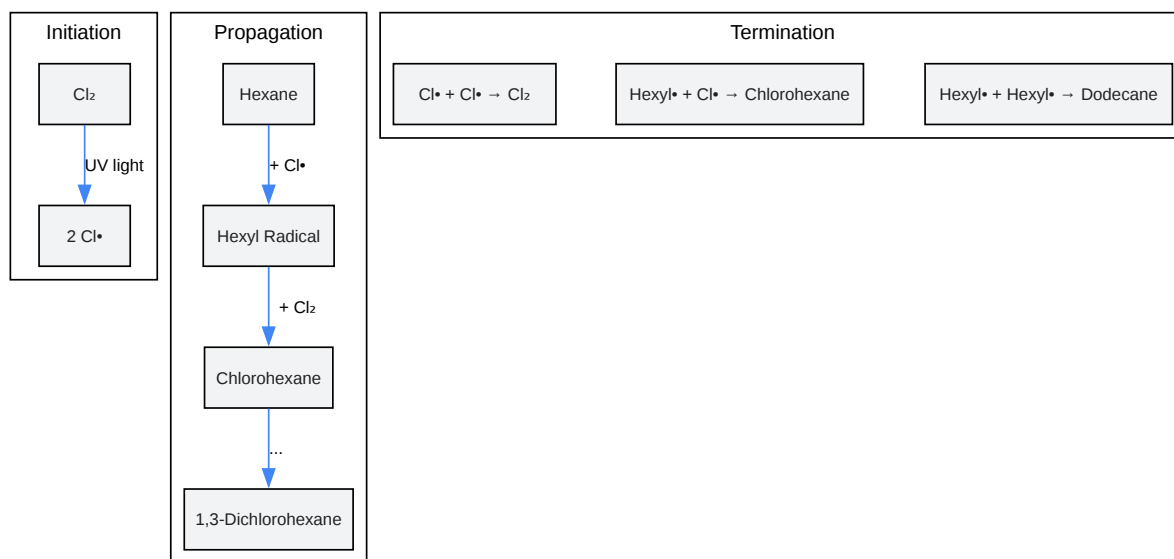 Initiation
Cl₂
UV light
2 Cl•
Propagation
Hexane
+ Cl•
Hexyl Radical
+ Cl₂
Chlorohexane
...
1,3-Dichlorohexane
Termination
Cl• + Cl• → Cl₂
Hexyl• + Cl• → Chlorohexane
Hexyl• + Hexyl• → Dodecane